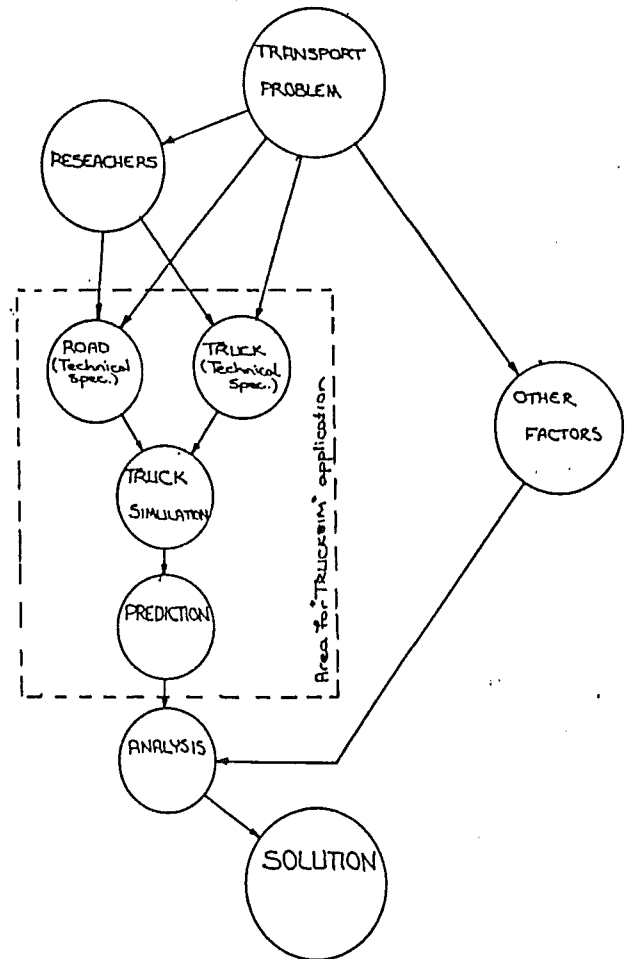 TRANSPORT
PROBLEM
RESEACHERS
ROAD
(Technical
Spec.)
TRUCK
(Technical
Spec.)
OTHER
FACTORS
TRUCK
SIMULATION
Area for "TRUCKSIM" application
PREDICTION
ANALYSIS
SOLUTION